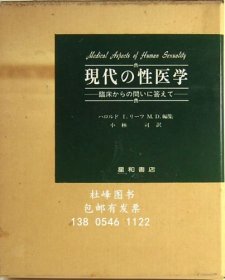 Medical Aspects of Human Sexuality
現代の性医学
臨床からの問いに答えて
ハロルド I. リーフ M.D. 編集
小林 司 訳
星和書店
杜峰图书
包邮有发票
138 0546 1122